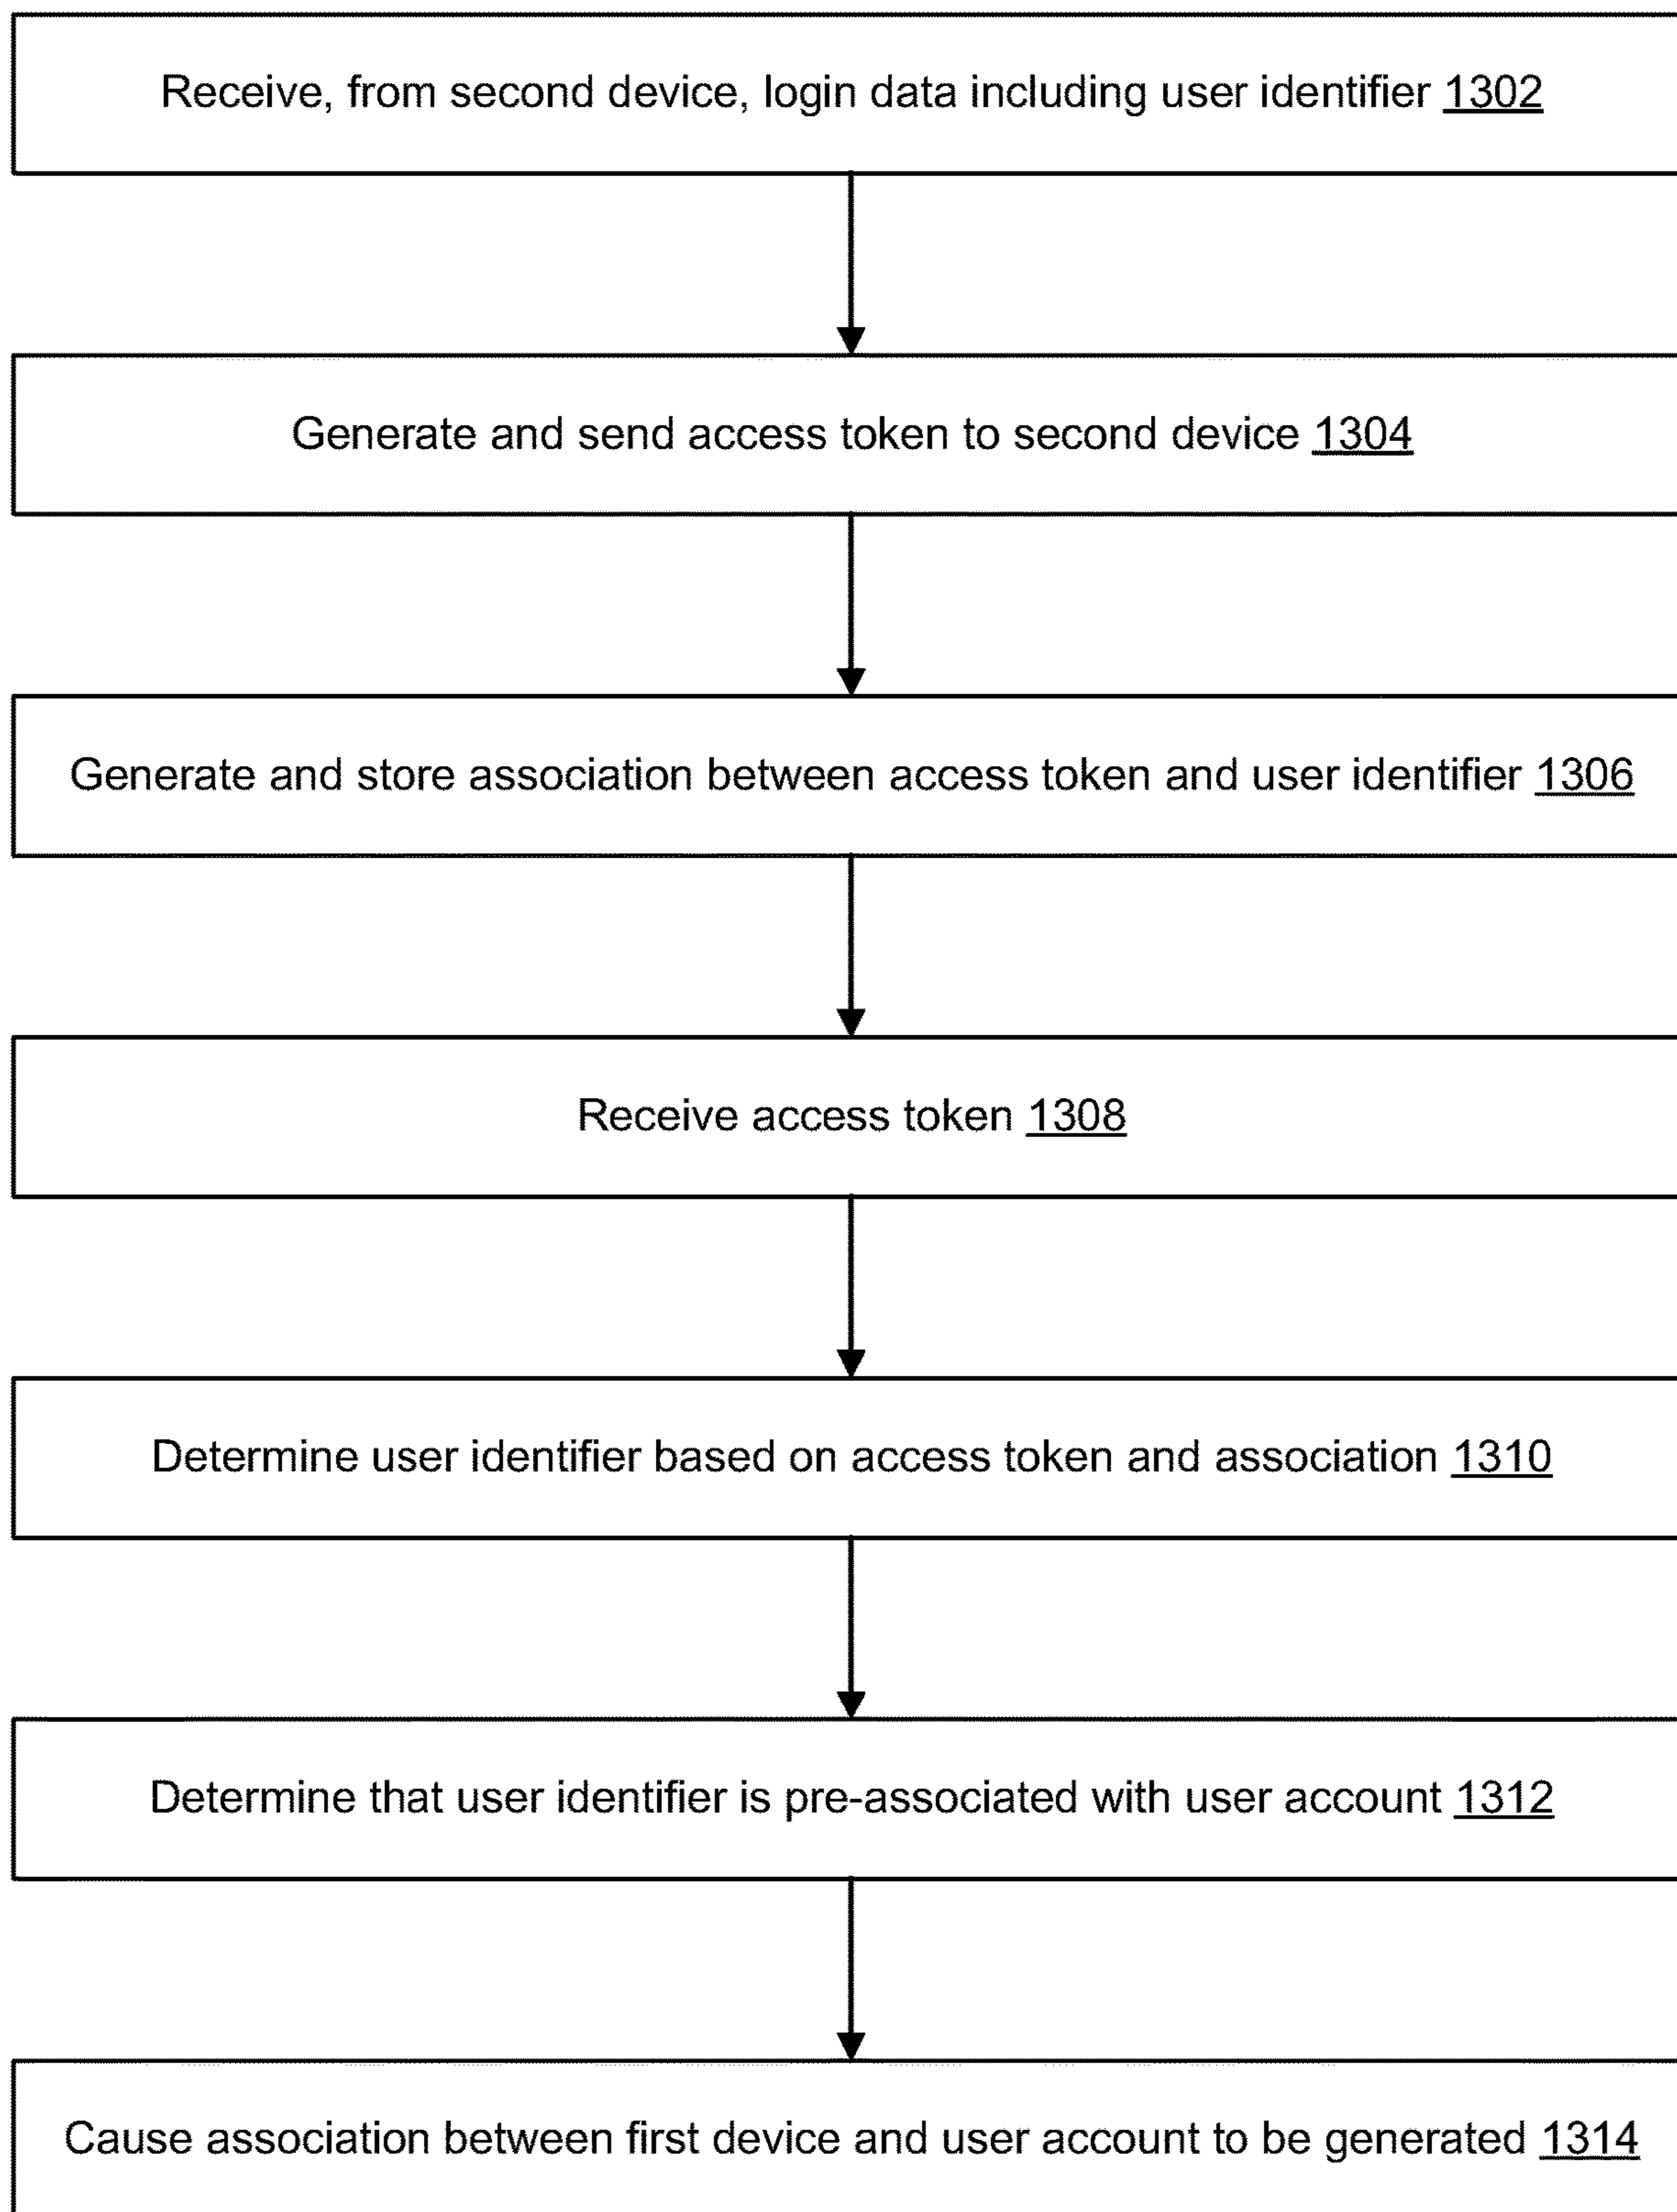 Receive, from second device, login data including user identifier 1302
Generate and send access token to second device 1304
Generate and store association between access token and user identifier 1306
Receive access token 1308
Determine user identifier based on access token and association 1310
Determine that user identifier is pre-associated with user account 1312
Cause association between first device and user account to be generated 1314